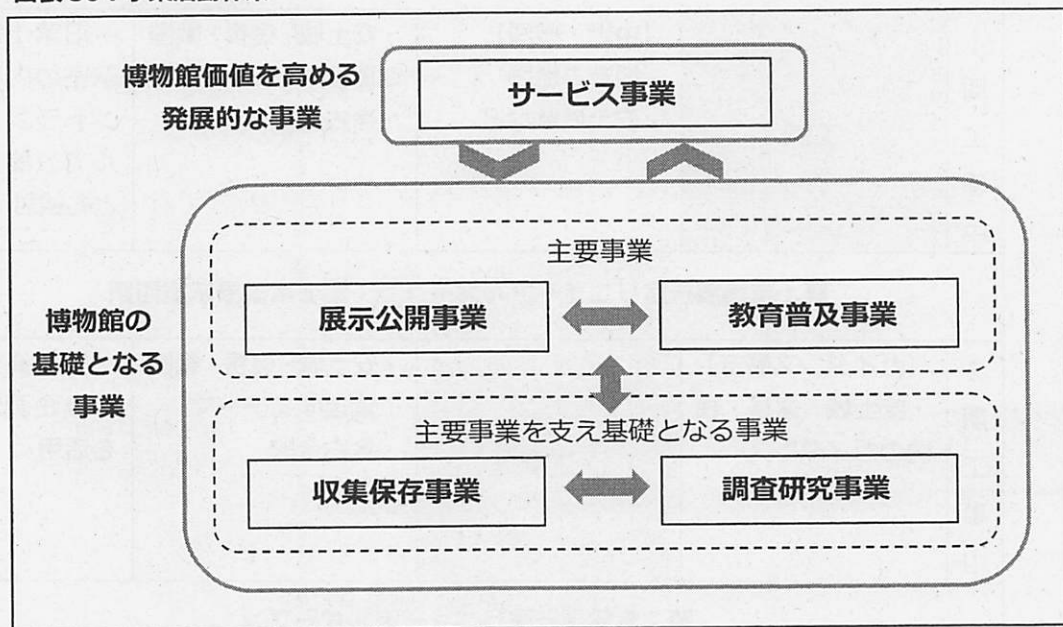 博物館価値を高める
発展的な事業
サービス事業
主要事業
展示公開事業
教育普及事業
博物館の
基礎となる
事業
主要事業を支え基礎となる事業
収集保存事業
調査研究事業